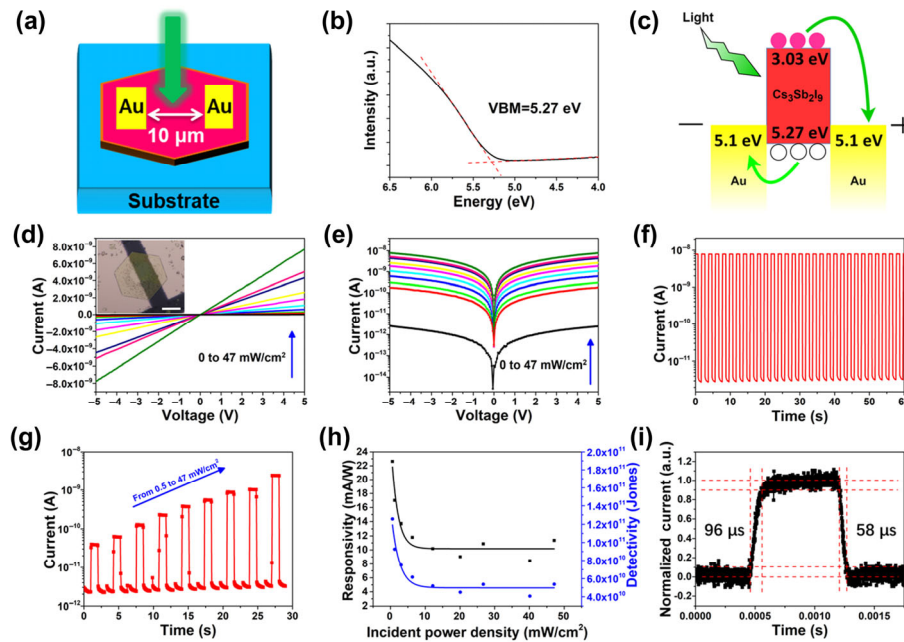 (a)
Au
Au
10 μm
Substrate
(b)
Intensity (a.u.)
VBM=5.27 eV
6.5 6.0 5.5 5.0 4.5 4.0
Energy (eV)
(c)
Light
3.03 eV
Cs₃Sb₂I₉
5.27 eV
5.1 eV
5.1 eV
Au
Au
− +
(d)
Current (A)
8.0x10⁻⁹
6.0x10⁻⁹
4.0x10⁻⁹
2.0x10⁻⁹
0.0
−2.0x10⁻⁹
−4.0x10⁻⁹
−6.0x10⁻⁹
−8.0x10⁻⁹
0 to 47 mW/cm²
−5 −4 −3 −2 −1 0 1 2 3 4 5
Voltage (V)
(e)
Current (A)
10⁻⁸
10⁻⁹
10⁻¹⁰
10⁻¹¹
10⁻¹²
10⁻¹³
10⁻¹⁴
0 to 47 mW/cm²
−5 −4 −3 −2 −1 0 1 2 3 4 5
Voltage (V)
(f)
Current (A)
10⁻⁸
10⁻⁹
10⁻¹⁰
10⁻¹¹
0 10 20 30 40 50 60
Time (s)
(g)
Current (A)
10⁻⁸
10⁻⁹
10⁻¹⁰
10⁻¹¹
10⁻¹²
From 0.5 to 47 mW/cm²
0 5 10 15 20 25 30
Time (s)
(h)
Responsivity (mA/W)
24
22
20
18
16
14
12
10
8
6
4
2.0x10¹¹
1.8x10¹¹
1.6x10¹¹
1.4x10¹¹
1.2x10¹¹
1.0x10¹¹
8.0x10¹⁰
6.0x10¹⁰
4.0x10¹⁰
Detectivity (Jones)
0 10 20 30 40 50
Incident power density (mW/cm²)
(i)
Normalized current (a.u.)
1.2
1.0
0.8
0.6
0.4
0.2
0.0
−0.2
96 μs
58 μs
0.0000 0.0005 0.0010 0.0015
Time (s)